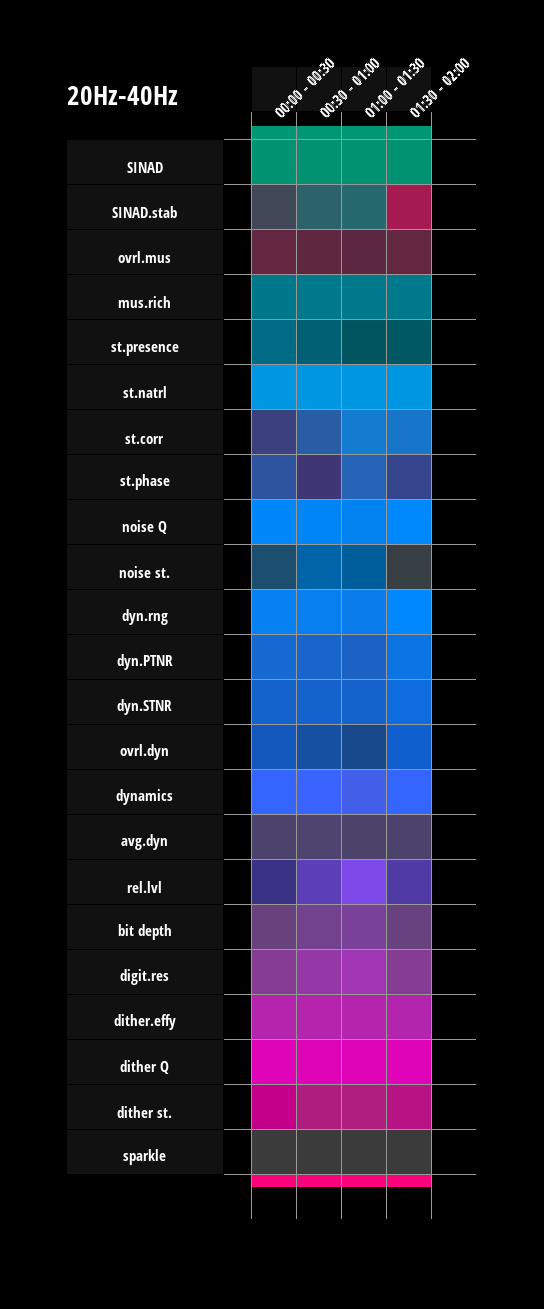 00:00 - 00:30
00:30 - 01:00
01:00 - 01:30
01:30 - 02:00
20Hz-40Hz
SINAD
SINAD.stab
ovrl.mus
mus.rich
st.presence
st.natrl
st.corr
st.phase
noise Q
noise st.
dyn.rng
dyn.PTNR
dyn.STNR
ovrl.dyn
dynamics
avg.dyn
rel.lvl
bit depth
digit.res
dither.effy
dither Q
dither st.
sparkle